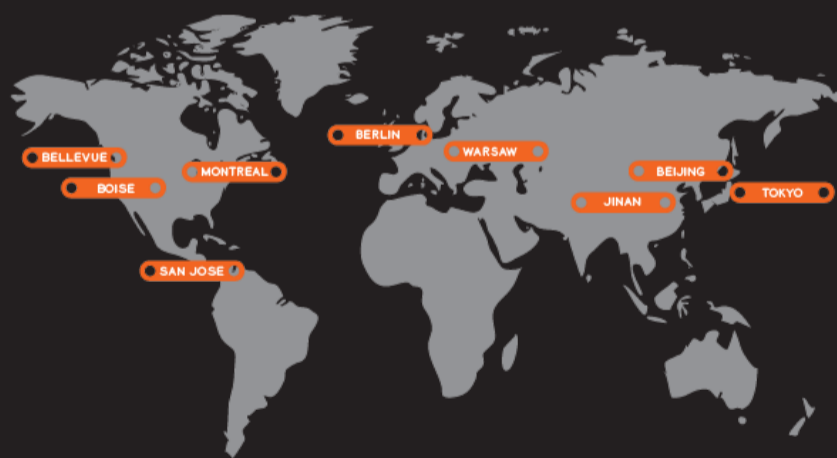 BERLIN
WARSAW
BELLEVUE
MONTREAL
BEIJING
BOISE
TOKYO
JINAN
SAN JOSE